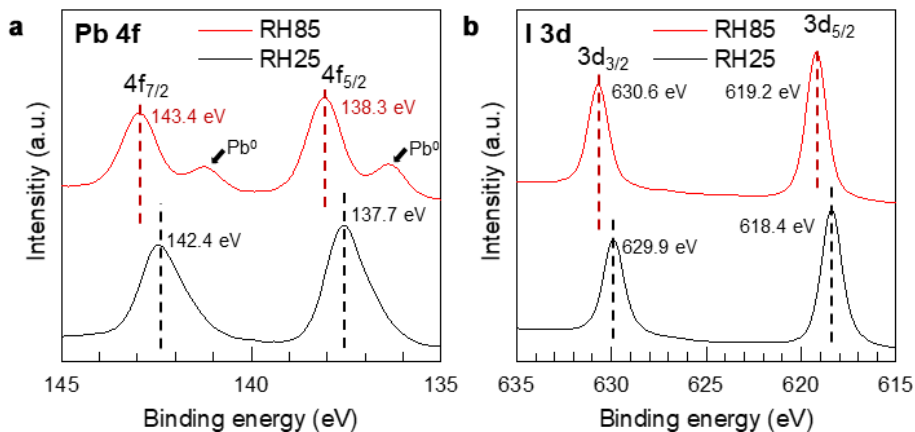 a
Pb 4f
RH85
RH25
4f7/2
4f5/2
143.4 eV
138.3 eV
Pb⁰
Pb⁰
142.4 eV
137.7 eV
Intensitiy (a.u.)
145
140
135
Binding energy (eV)
b
I 3d
RH85
RH25
3d3/2
3d5/2
630.6 eV
619.2 eV
629.9 eV
618.4 eV
Intensitiy (a.u.)
635
630
625
620
615
Binding energy (eV)